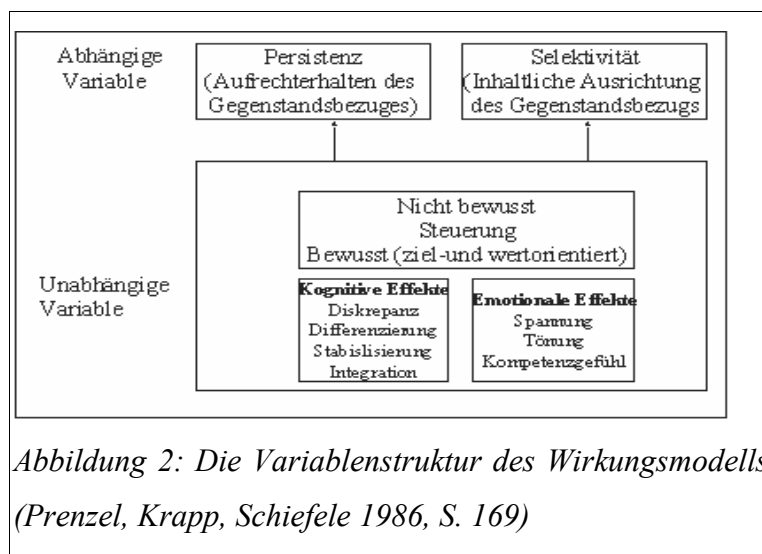 Abhängige
Variable
Persistenz
(Aufrechterhalten des
Gegenstandsbezuges)
Selektivität
(Inhaltliche Ausrichtung
des Gegenstandsbezugs
Unabhängige
Variable
Nicht bewusst
Steuerung
Bewusst (ziel-und wertorientiert)
Kognitive Effekte
Diskrepanz
Differenzierung
Stabislisierung
Integration
Emotionale Effekte
Spannung
Tönung
Kompetenzgefühl
Abbildung 2: Die Variablenstruktur des Wirkungsmodells
(Prenzel, Krapp, Schiefele 1986, S. 169)